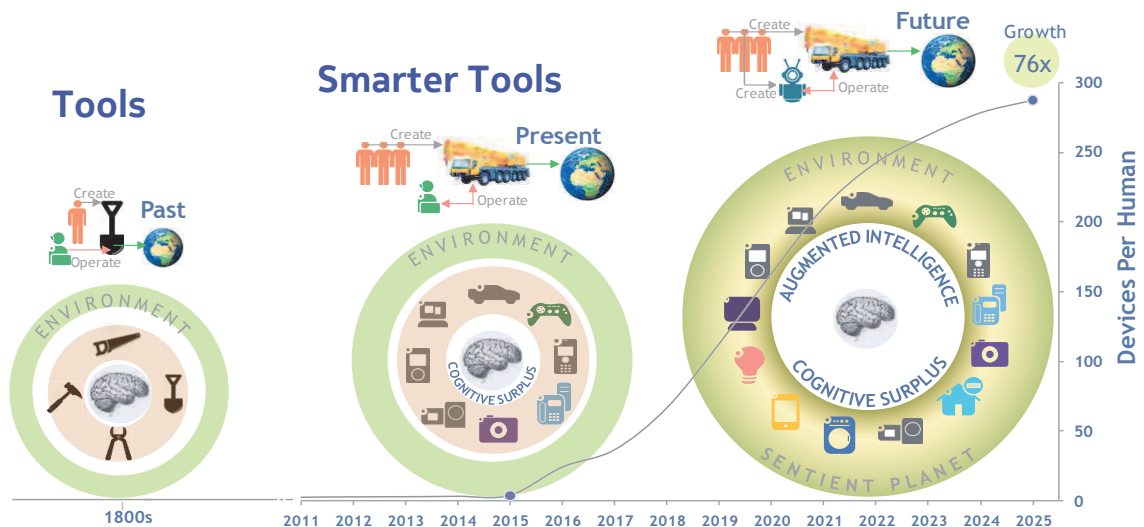 Tools
Create
Past
Operate
ENVIRONMENT
1800s
Smarter Tools
Create
Present
Operate
ENVIRONMENT
COGNITIVE SURPLUS
Create
Future
Create
Operate
Growth
76x
ENVIRONMENT
AUGMENTED INTELLIGENCE
COGNITIVE SURPLUS
SENTIENT PLANET
300
250
200
150
100
50
0
Devices Per Human
2011 2012 2013 2014 2015 2016 2017 2018 2019 2020 2021 2022 2023 2024 2025